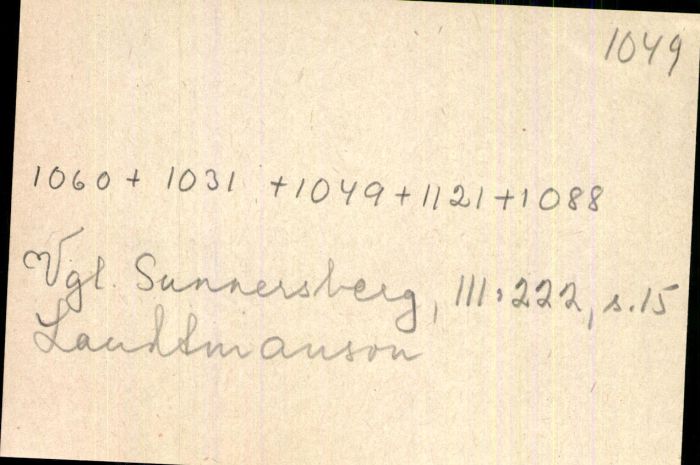 1049
1060 + 1031 + 1049 + 1121 + 1088
Vgl. Sunnersberg, III:222, s.15
Landtmanson